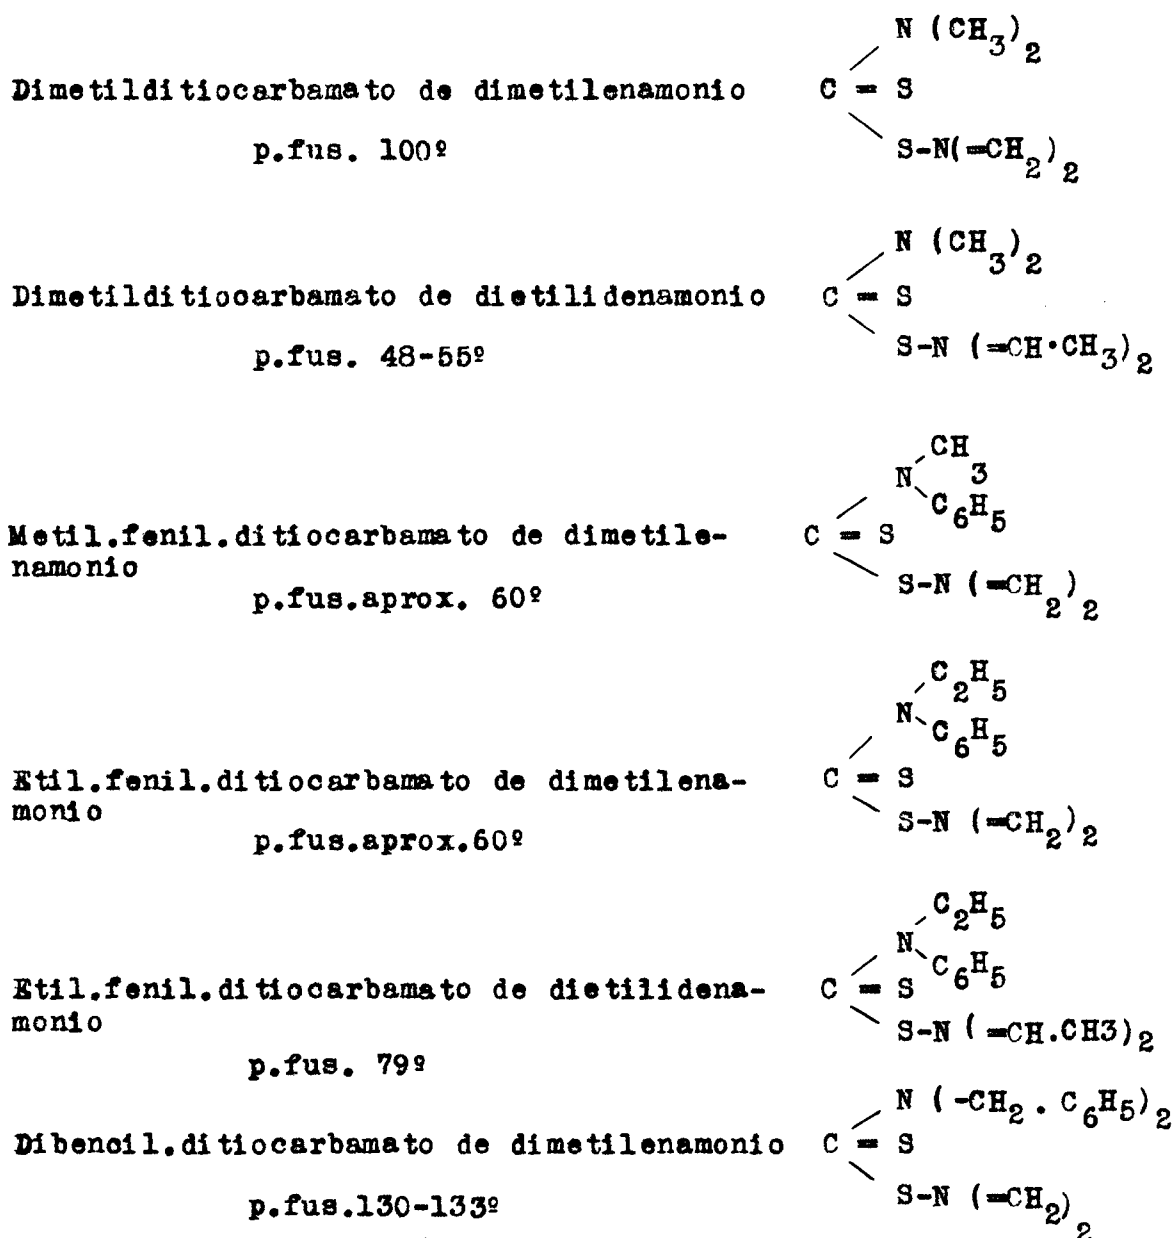 N (CH3)2
Dimetilditiocarbamato de dimetilenamonio C = S
p.fus. 100º S-N(=CH2)2
N (CH3)2
Dimetilditiocarbamato de dietilidenamonio C = S
p.fus. 48-55º S-N (=CH·CH3)2
CH3
N
C6H5
Metil.fenil.ditiocarbamato de dimetile- C = S
namonio
p.fus.aprox. 60º S-N (=CH2)2
C2H5
N
C6H5
Etil.fenil.ditiocarbamato de dimetilena- C = S
monio
p.fus.aprox.60º S-N (=CH2)2
C2H5
N
C6H5
Etil.fenil.ditiocarbamato de dietilidena- C = S
monio S-N (=CH.CH3)2
p.fus. 79º
N (-CH2. C6H5)2
Dibencil.ditiocarbamato de dimetilenamonio C = S
p.fus.130-133º S-N (=CH2)2